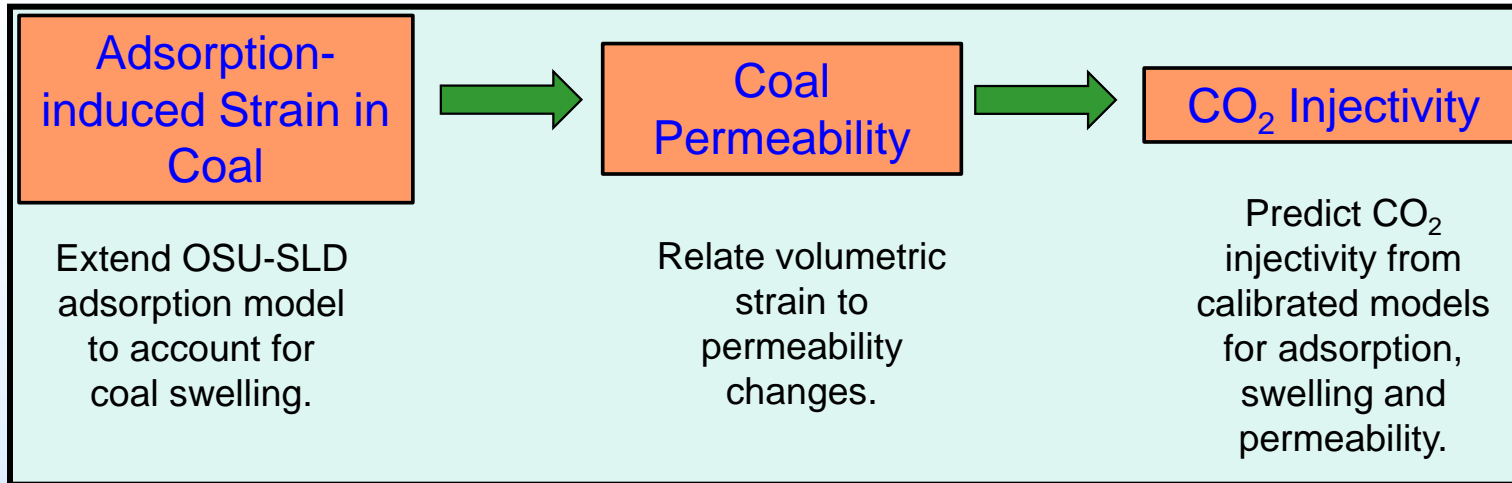 Adsorption-
induced Strain in
Coal
Coal
Permeability
CO₂ Injectivity
Extend OSU-SLD
adsorption model
to account for
coal swelling.
Relate volumetric
strain to
permeability
changes.
Predict CO₂
injectivity from
calibrated models
for adsorption,
swelling and
permeability.